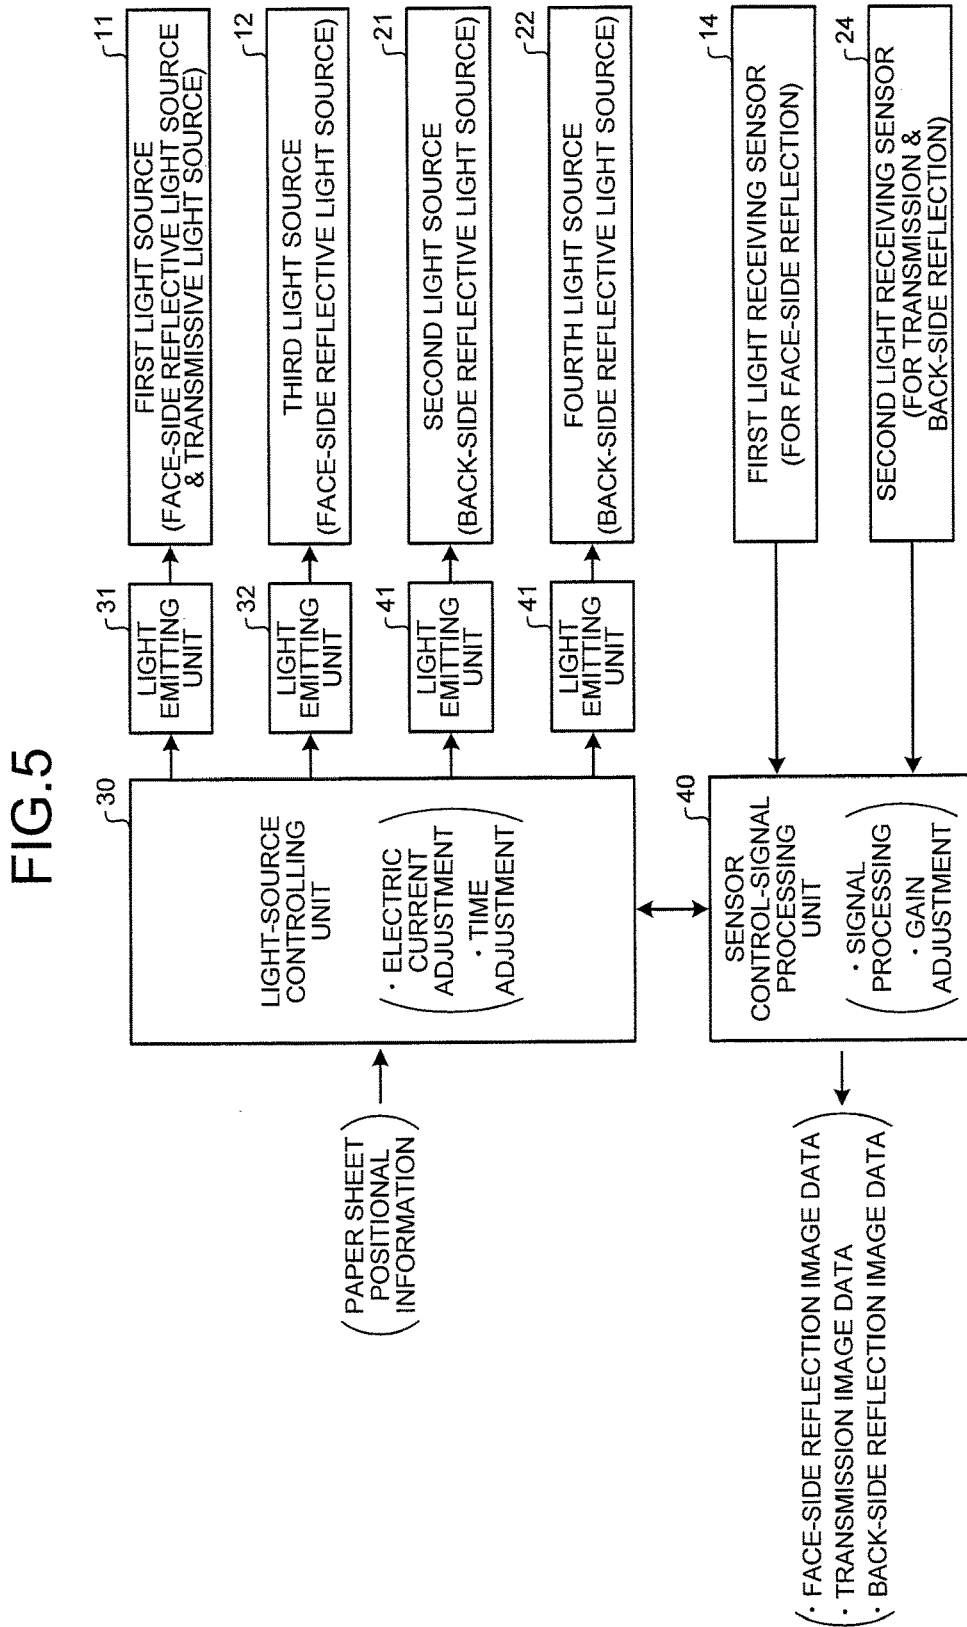 FIG.5
30
LIGHT-SOURCE
CONTROLLING
UNIT
· ELECTRIC
CURRENT
ADJUSTMENT
· TIME
ADJUSTMENT
PAPER SHEET
POSITIONAL
INFORMATION
31
LIGHT
EMITTING
UNIT
11
FIRST LIGHT SOURCE
(FACE-SIDE REFLECTIVE LIGHT SOURCE
& TRANSMISSIVE LIGHT SOURCE)
32
LIGHT
EMITTING
UNIT
12
THIRD LIGHT SOURCE
(FACE-SIDE REFLECTIVE LIGHT SOURCE)
41
LIGHT
EMITTING
UNIT
21
SECOND LIGHT SOURCE
(BACK-SIDE REFLECTIVE LIGHT SOURCE)
41
LIGHT
EMITTING
UNIT
22
FOURTH LIGHT SOURCE
(BACK-SIDE REFLECTIVE LIGHT SOURCE)
40
SENSOR
CONTROL-SIGNAL
PROCESSING
UNIT
· SIGNAL
PROCESSING
· GAIN
ADJUSTMENT
14
FIRST LIGHT RECEIVING SENSOR
(FOR FACE-SIDE REFLECTION)
24
SECOND LIGHT RECEIVING SENSOR
(FOR TRANSMISSION &
BACK-SIDE REFLECTION)
· FACE-SIDE REFLECTION IMAGE DATA
· TRANSMISSION IMAGE DATA
· BACK-SIDE REFLECTION IMAGE DATA